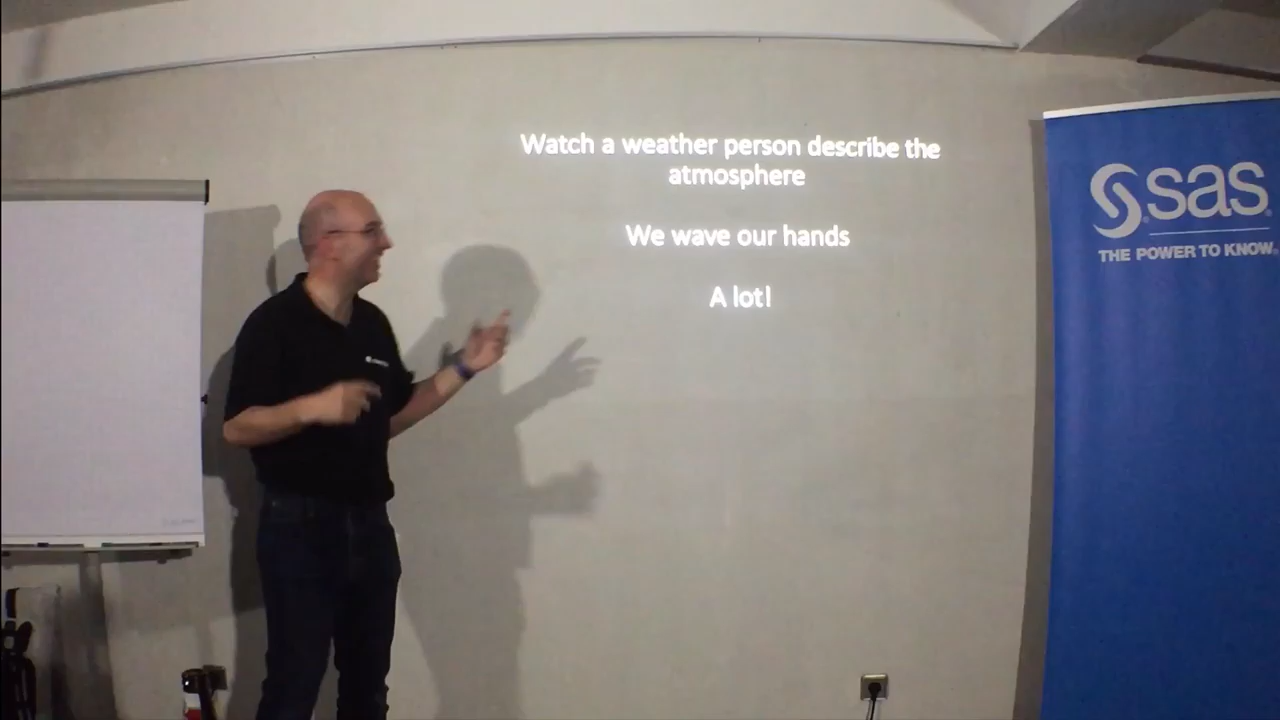 Watch a weather person describe the
atmosphere
We wave our hands
A lot!
sas
THE POWER TO KNOW